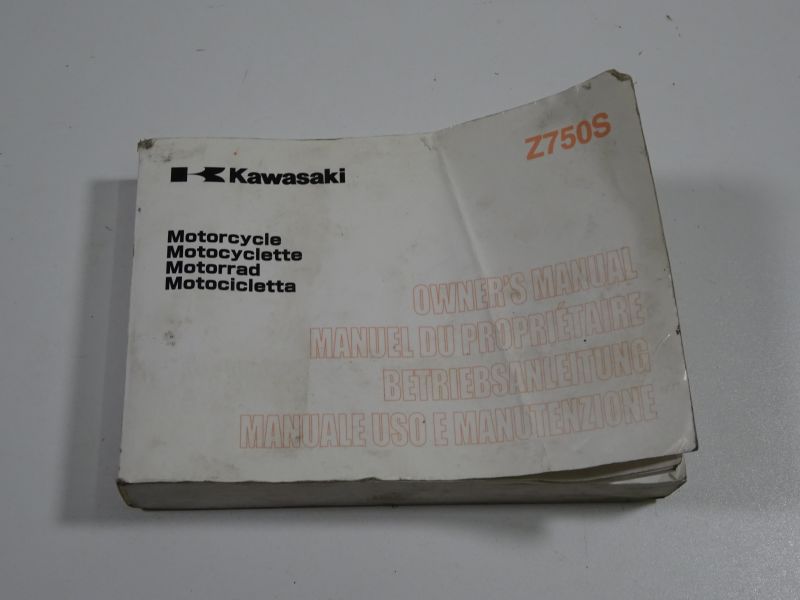 Z750S
Kawasaki
Motorcycle
Motocyclette
Motorrad
Motocicletta
OWNER'S MANUAL
MANUEL DU PROPRIÉTAIRE
BETRIEBSANLEITUNG
MANUALE USO E MANUTENZIONE